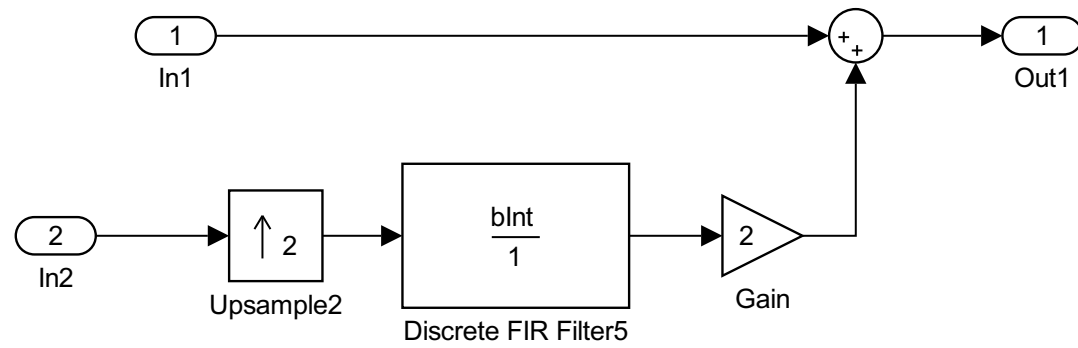 1
In1
+
+
1
Out1
2
In2
↑ 2
Upsample2
bInt
1
Discrete FIR Filter5
2
Gain